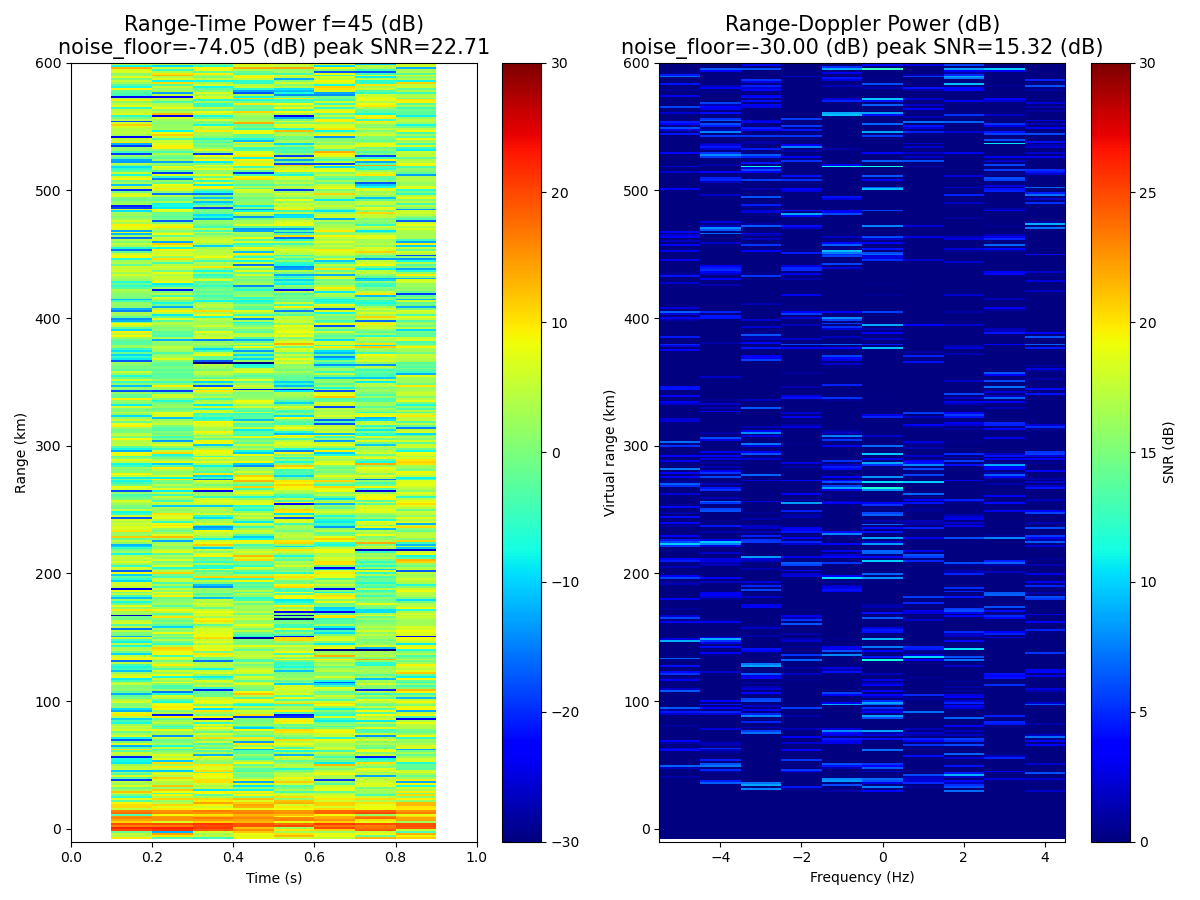 Range-Time Power f=45 (dB)
noise_floor=-74.05 (dB) peak SNR=22.71
Range (km)
600
500
400
300
200
100
0
0.0 0.2 0.4 0.6 0.8 1.0
Time (s)
30
20
10
0
−10
−20
−30
Range-Doppler Power (dB)
noise_floor=-30.00 (dB) peak SNR=15.32 (dB)
Virtual range (km)
600
500
400
300
200
100
0
−4 −2 0 2 4
Frequency (Hz)
30
25
20
15
10
5
0
SNR (dB)